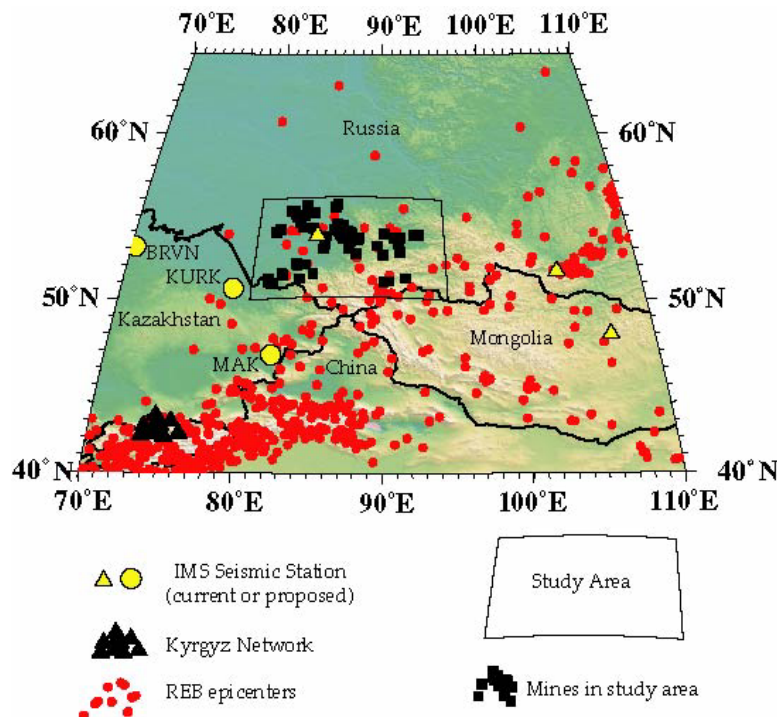 70˚E 80˚E 90˚E 100˚E 110˚E
60˚N 60˚N
Russia
BRVN
KURK
50˚N 50˚N
Kazakhstan
Mongolia
MAK China
40˚N 40˚N
70˚E 80˚E 90˚E 100˚E 110˚E
IMS Seismic Station
(current or proposed)
Study Area
Kyrgyz Network
REB epicenters
Mines in study area